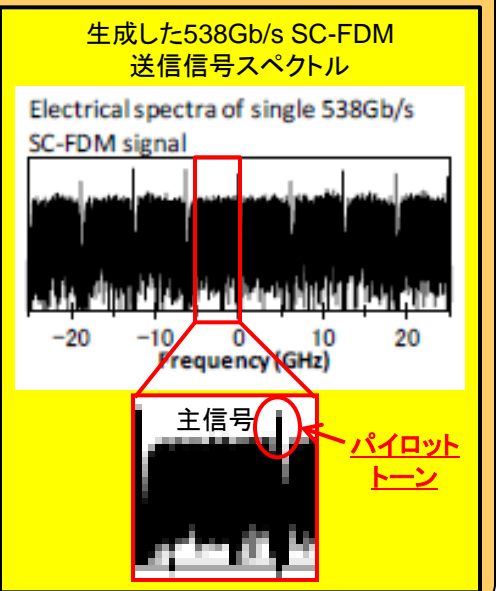 生成した538Gb/s SC-FDM
送信信号スペクトル
Electrical spectra of single 538Gb/s
SC-FDM signal
−20 −10 0 10 20
Frequency (GHz)
主信号
パイロット
トーン